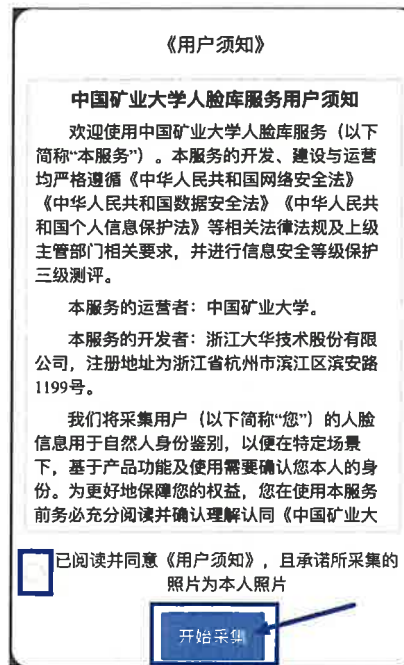 《用户须知》
中国矿业大学人脸库服务用户须知
欢迎使用中国矿业大学人脸库服务（以下
简称“本服务”）。本服务的开发、建设与运营
均严格遵循《中华人民共和国网络安全法》
《中华人民共和国数据安全法》《中华人民共
和国个人信息保护法》等相关法律法规及上级
主管部门相关要求，并进行信息安全等级保护
三级测评。
本服务的运营者：中国矿业大学。
本服务的开发者：浙江大华技术股份有限
公司，注册地址为浙江省杭州市滨江区滨安路
1199号。
我们将采集用户（以下简称“您”）的人脸
信息用于自然人身份鉴别，以便在特定场景
下，基于产品功能及使用需要确认您本人的身
份。为更好地保障您的权益，您在使用本服务
前务必充分阅读并确认理解认同《中国矿业大
已阅读并同意《用户须知》，且承诺所采集的
照片为本人照片
开始采集